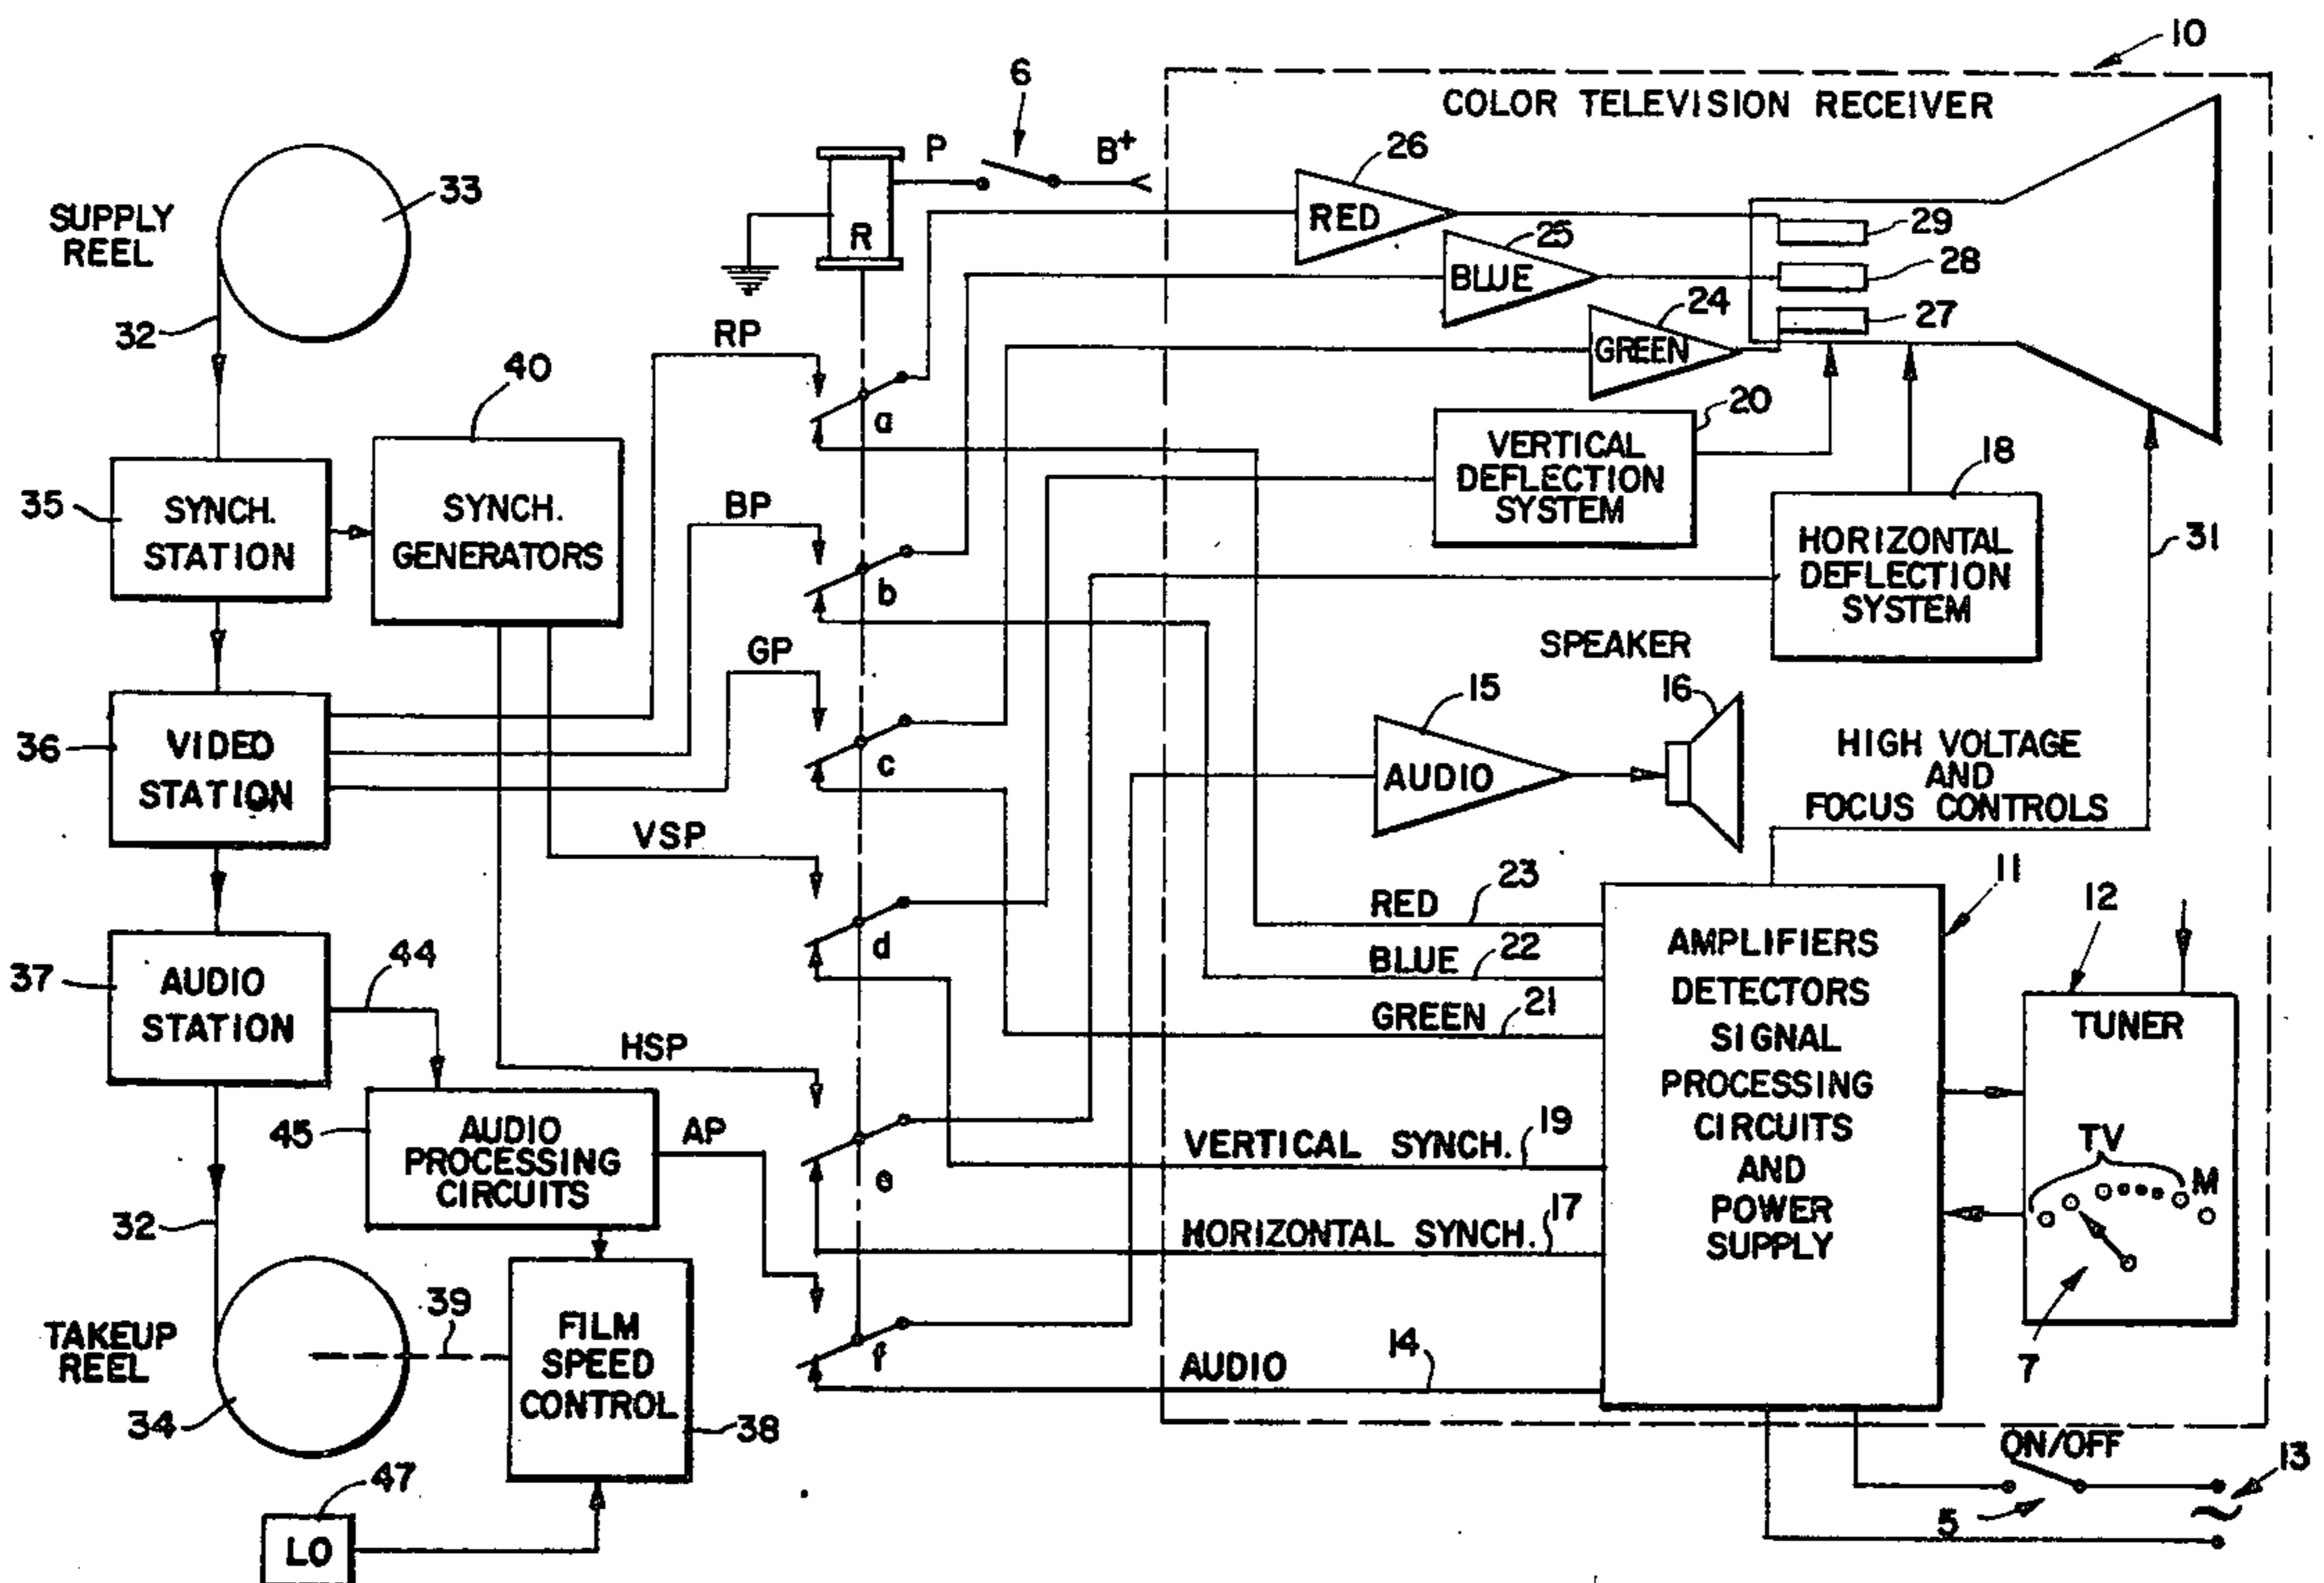 10
COLOR TELEVISION RECEIVER
6
P
B+
26
RED
R
33
SUPPLY
REEL
25
BLUE
29
28
24
GREEN
27
32
RP
40
a
20
VERTICAL
DEFLECTION
SYSTEM
18
35
SYNCH.
STATION
SYNCH.
GENERATORS
BP
b
HORIZONTAL
DEFLECTION
SYSTEM
31
GP
SPEAKER
15
16
36
VIDEO
STATION
c
AUDIO
HIGH VOLTAGE
AND
FOCUS CONTROLS
VSP
d
RED
23
11
12
BLUE
22
GREEN
21
AMPLIFIERS
DETECTORS
SIGNAL
PROCESSING
CIRCUITS
AND
POWER
SUPPLY
TUNER
TV
M
7
37
AUDIO
STATION
44
HSP
45
AUDIO
PROCESSING
CIRCUITS
AP
e
VERTICAL SYNCH.
19
HORIZONTAL SYNCH.
17
32
39
TAKEUP
REEL
34
FILM
SPEED
CONTROL
38
f
AUDIO
14
ON/OFF
13
5
47
LO